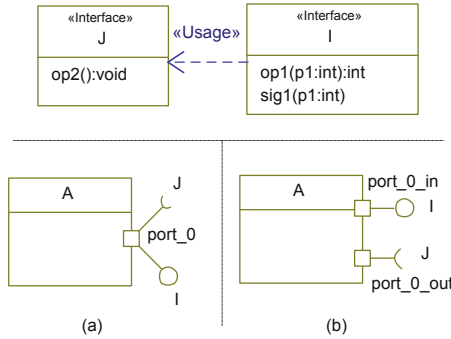 «Interface»
J
op2():void
«Usage»
«Interface»
I
op1(p1:int):int
sig1(p1:int)
A
J
port_0
I
(a)
A
port_0_in
I
J
port_0_out
(b)